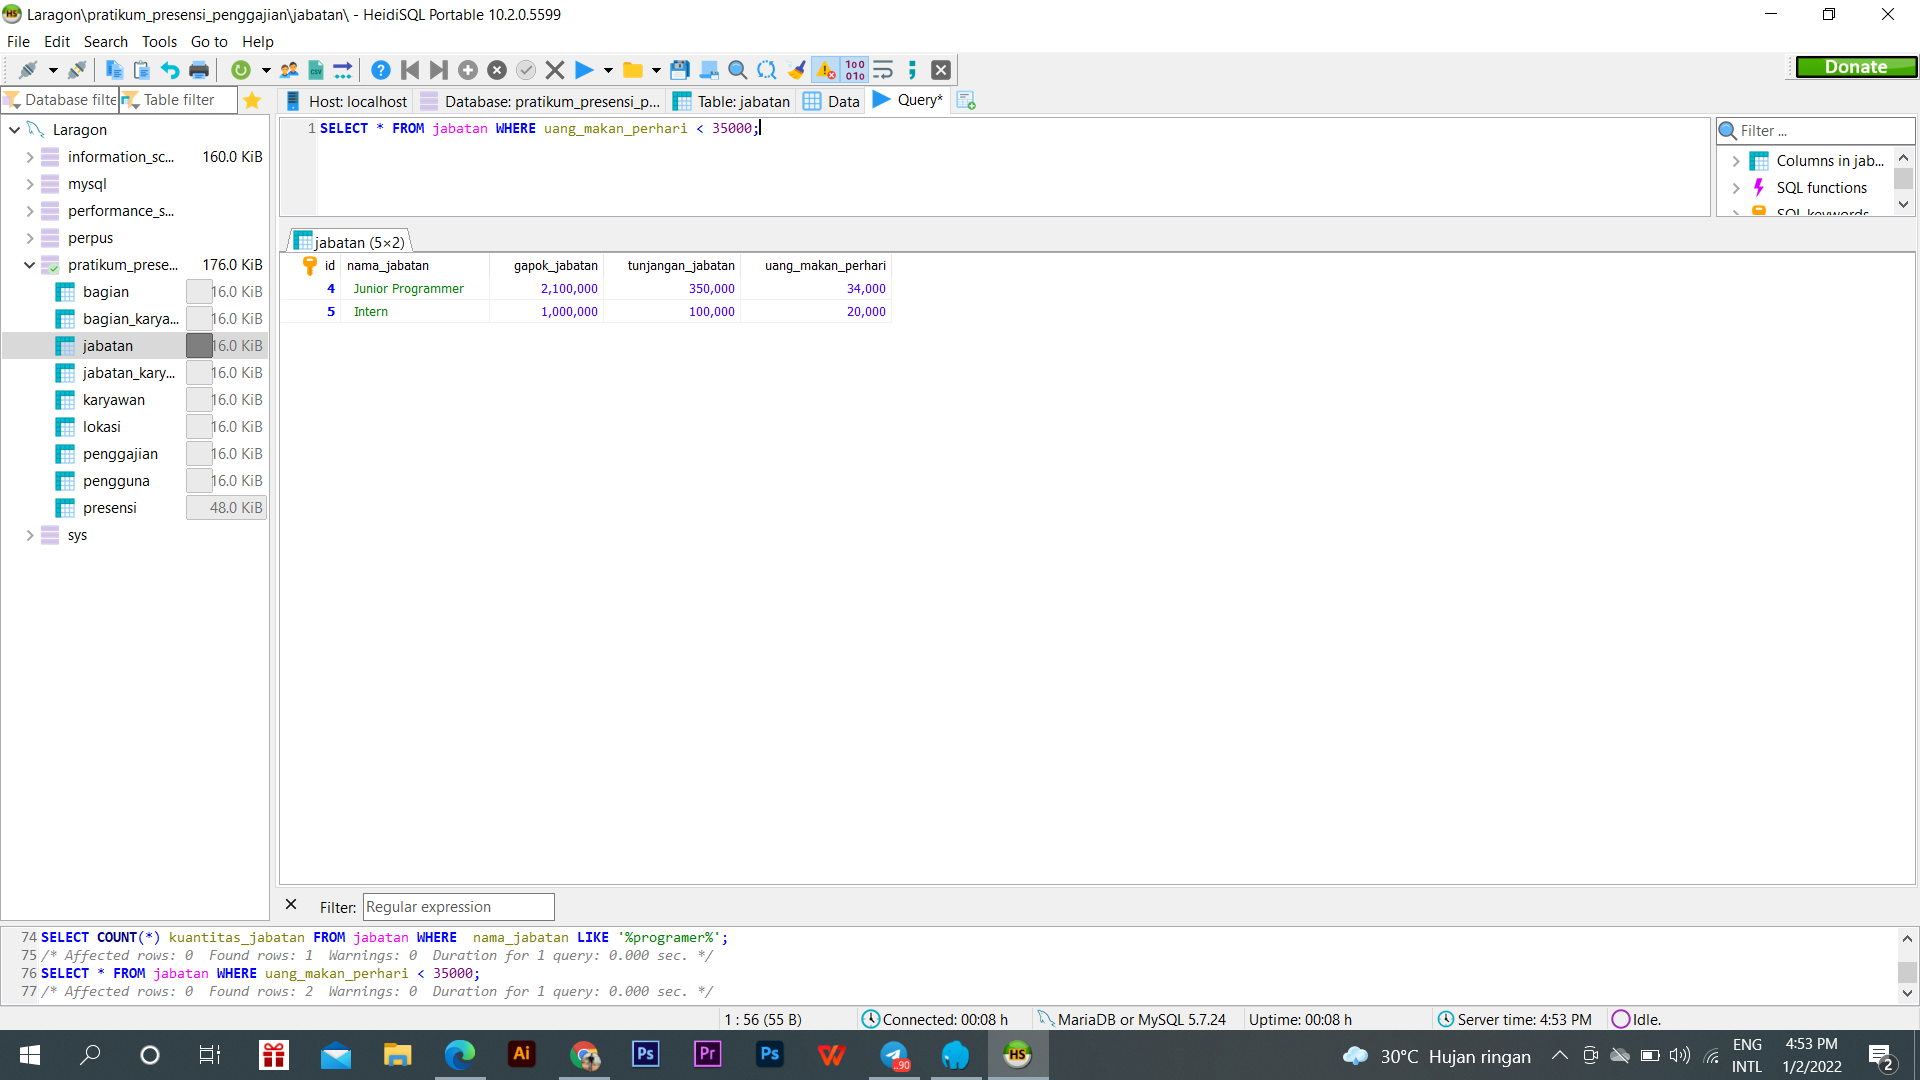 Laragon\pratikum_presensi_penggajian\jabatan\ - HeidiSQL Portable 10.2.0.5599
File Edit Search Tools Go to Help
Donate
Database filte Table filter
Host: localhost Database: pratikum_presensi_p... Table: jabatan Data Query*
Laragon
information_sc... 160.0 KiB
mysql
performance_s...
perpus
pratikum_prese... 176.0 KiB
bagian 16.0 KiB
bagian_karya... 16.0 KiB
jabatan 16.0 KiB
jabatan_kary... 16.0 KiB
karyawan 16.0 KiB
lokasi 16.0 KiB
penggajian 16.0 KiB
pengguna 16.0 KiB
presensi 48.0 KiB
sys
1 SELECT * FROM jabatan WHERE uang_makan_perhari < 35000;
Filter ...
Columns in jab...
SQL functions
SQL keywords
jabatan (5×2)
id nama_jabatan gapok_jabatan tunjangan_jabatan uang_makan_perhari
4 Junior Programmer 2,100,000 350,000 34,000
5 Intern 1,000,000 100,000 20,000
Filter: Regular expression
74 SELECT COUNT(*) kuantitas_jabatan FROM jabatan WHERE  nama_jabatan LIKE '%programer%';
75 /* Affected rows: 0  Found rows: 1  Warnings: 0  Duration for 1 query: 0.000 sec. */
76 SELECT * FROM jabatan WHERE uang_makan_perhari < 35000;
77 /* Affected rows: 0  Found rows: 2  Warnings: 0  Duration for 1 query: 0.000 sec. */
1 : 56 (55 B) Connected: 00:08 h MariaDB or MySQL 5.7.24 Uptime: 00:08 h Server time: 4:53 PM Idle.
Ai Ps Pr Ps ..90 HS
30°C Hujan ringan
ENG
INTL
4:53 PM
1/2/2022
2